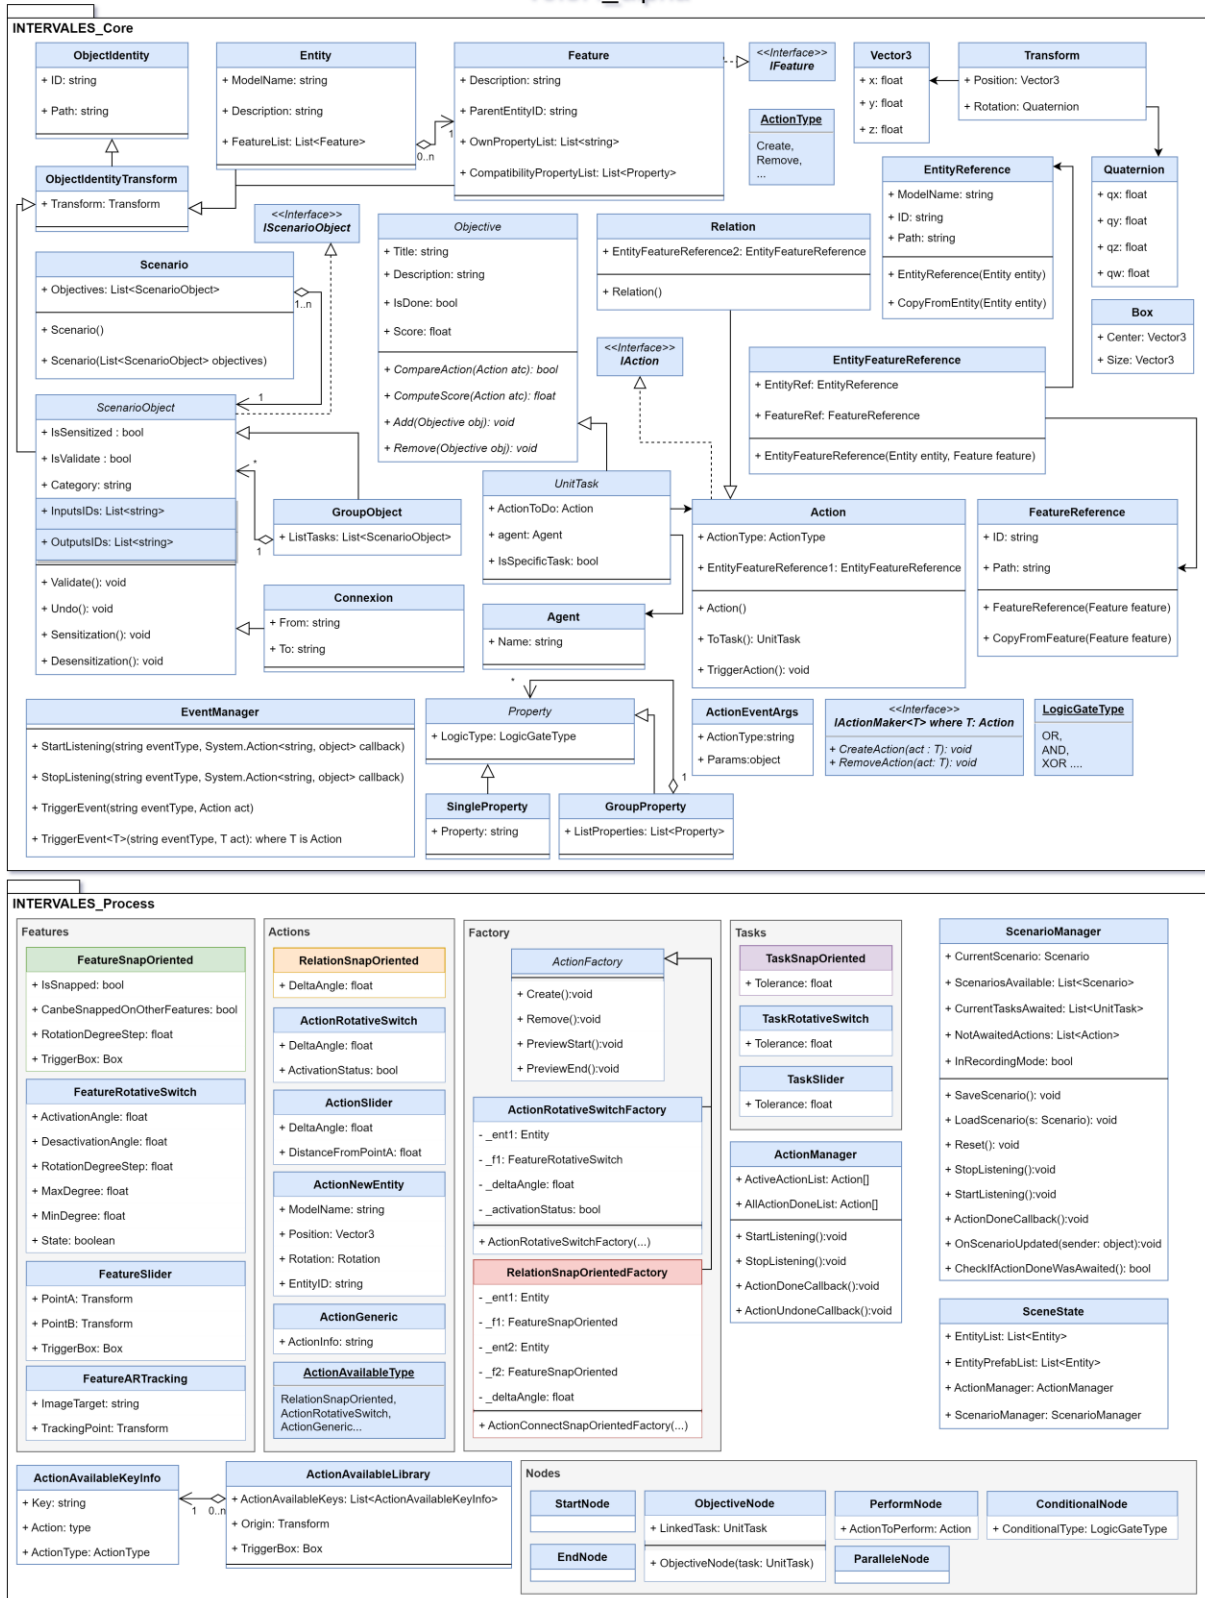 INTERVALES_Core
ObjectIdentity
+ ID: string
+ Path: string
Entity
+ ModelName: string
+ Description: string
+ FeatureList: List<Feature>
0..n
1
Feature
+ Description: string
+ ParentEntityID: string
+ OwnPropertyList: List<string>
+ CompatibilityPropertyList: List<Property>
<<Interface>>
IFeature
ActionType
Create,
Remove,
...
Vector3
+ x: float
+ y: float
+ z: float
Transform
+ Position: Vector3
+ Rotation: Quaternion
ObjectIdentityTransform
+ Transform: Transform
<<Interface>>
IScenarioObject
EntityReference
+ ModelName: string
+ ID: string
+ Path: string
+ EntityReference(Entity entity)
+ CopyFromEntity(Entity entity)
Quaternion
+ qx: float
+ qy: float
+ qz: float
+ qw: float
Scenario
+ Objectives: List<ScenarioObject>
1..n
+ Scenario()
+ Scenario(List<ScenarioObject> objectives)
Objective
+ Title: string
+ Description: string
+ IsDone: bool
+ Score: float
+ CompareAction(Action atc): bool
+ ComputeScore(Action atc): float
+ Add(Objective obj): void
+ Remove(Objective obj): void
Relation
+ EntityFeatureReference2: EntityFeatureReference
+ Relation()
Box
+ Center: Vector3
+ Size: Vector3
<<Interface>>
IAction
EntityFeatureReference
+ EntityRef: EntityReference
+ FeatureRef: FeatureReference
+ EntityFeatureReference(Entity entity, Feature feature)
ScenarioObject
1
+ IsSensitized : bool
+ IsValidate : bool
+ Category: string
+ InputsIDs: List<string>
+ OutputsIDs: List<string>
+ Validate(): void
+ Undo(): void
+ Sensitization(): void
+ Desensitization(): void
*
1
GroupObject
+ ListTasks: List<ScenarioObject>
UnitTask
+ ActionToDo: Action
+ agent: Agent
+ IsSpecificTask: bool
Action
+ ActionType: ActionType
+ EntityFeatureReference1: EntityFeatureReference
+ Action()
+ ToTask(): UnitTask
+ TriggerAction(): void
FeatureReference
+ ID: string
+ Path: string
+ FeatureReference(Feature feature)
+ CopyFromFeature(Feature feature)
Connexion
+ From: string
+ To: string
Agent
+ Name: string
EventManager
+ StartListening(string eventType, System.Action<string, object> callback)
+ StopListening(string eventType, System.Action<string, object> callback)
+ TriggerEvent(string eventType, Action act)
+ TriggerEvent<T>(string eventType, T act): where T is Action
*
Property
+ LogicType: LogicGateType
1
SingleProperty
+ Property: string
GroupProperty
+ ListProperties: List<Property>
ActionEventArgs
+ ActionType:string
+ Params:object
<<Interface>>
IActionMaker<T> where T: Action
+ CreateAction(act : T): void
+ RemoveAction(act: T): void
LogicGateType
OR,
AND,
XOR ....
INTERVALES_Process
Features
FeatureSnapOriented
+ IsSnapped: bool
+ CanbeSnappedOnOtherFeatures: bool
+ RotationDegreeStep: float
+ TriggerBox: Box
FeatureRotativeSwitch
+ ActivationAngle: float
+ DesactivationAngle: float
+ RotationDegreeStep: float
+ MaxDegree: float
+ MinDegree: float
+ State: boolean
FeatureSlider
+ PointA: Transform
+ PointB: Transform
+ TriggerBox: Box
FeatureARTracking
+ ImageTarget: string
+ TrackingPoint: Transform
Actions
RelationSnapOriented
+ DeltaAngle: float
ActionRotativeSwitch
+ DeltaAngle: float
+ ActivationStatus: bool
ActionSlider
+ DeltaAngle: float
+ DistanceFromPointA: float
ActionNewEntity
+ ModelName: string
+ Position: Vector3
+ Rotation: Rotation
+ EntityID: string
ActionGeneric
+ ActionInfo: string
ActionAvailableType
RelationSnapOriented,
ActionRotativeSwitch,
ActionGeneric...
Factory
ActionFactory
+ Create():void
+ Remove():void
+ PreviewStart():void
+ PreviewEnd():void
ActionRotativeSwitchFactory
- _ent1: Entity
- _f1: FeatureRotativeSwitch
- _deltaAngle: float
- _activationStatus: bool
+ ActionRotativeSwitchFactory(...)
RelationSnapOrientedFactory
- _ent1: Entity
- _f1: FeatureSnapOriented
- _ent2: Entity
- _f2: FeatureSnapOriented
- _deltaAngle: float
+ ActionConnectSnapOrientedFactory(...)
Tasks
TaskSnapOriented
+ Tolerance: float
TaskRotativeSwitch
+ Tolerance: float
TaskSlider
+ Tolerance: float
ActionManager
+ ActiveActionList: Action[]
+ AllActionDoneList: Action[]
+ StartListening():void
+ StopListening():void
+ ActionDoneCallback():void
+ ActionUndoneCallback():void
ScenarioManager
+ CurrentScenario: Scenario
+ ScenariosAvailable: List<Scenario>
+ CurrentTasksAwaited: List<UnitTask>
+ NotAwaitedActions: List<Action>
+ InRecordingMode: bool
+ SaveScenario(): void
+ LoadScenario(s: Scenario): void
+ Reset(): void
+ StopListening():void
+ StartListening():void
+ ActionDoneCallback():void
+ OnScenarioUpdated(sender: object):void
+ CheckIfActionDoneWasAwaited(): bool
SceneState
+ EntityList: List<Entity>
+ EntityPrefabList: List<Entity>
+ ActionManager: ActionManager
+ ScenarioManager: ScenarioManager
ActionAvailableKeyInfo
+ Key: string
+ Action: type
+ ActionType: ActionType
1
0..n
ActionAvailableLibrary
+ ActionAvailableKeys: List<ActionAvailableKeyInfo>
+ Origin: Transform
+ TriggerBox: Box
Nodes
StartNode
EndNode
ObjectiveNode
+ LinkedTask: UnitTask
+ ObjectiveNode(task: UnitTask)
PerformNode
+ ActionToPerform: Action
ParalleleNode
ConditionalNode
+ ConditionalType: LogicGateType